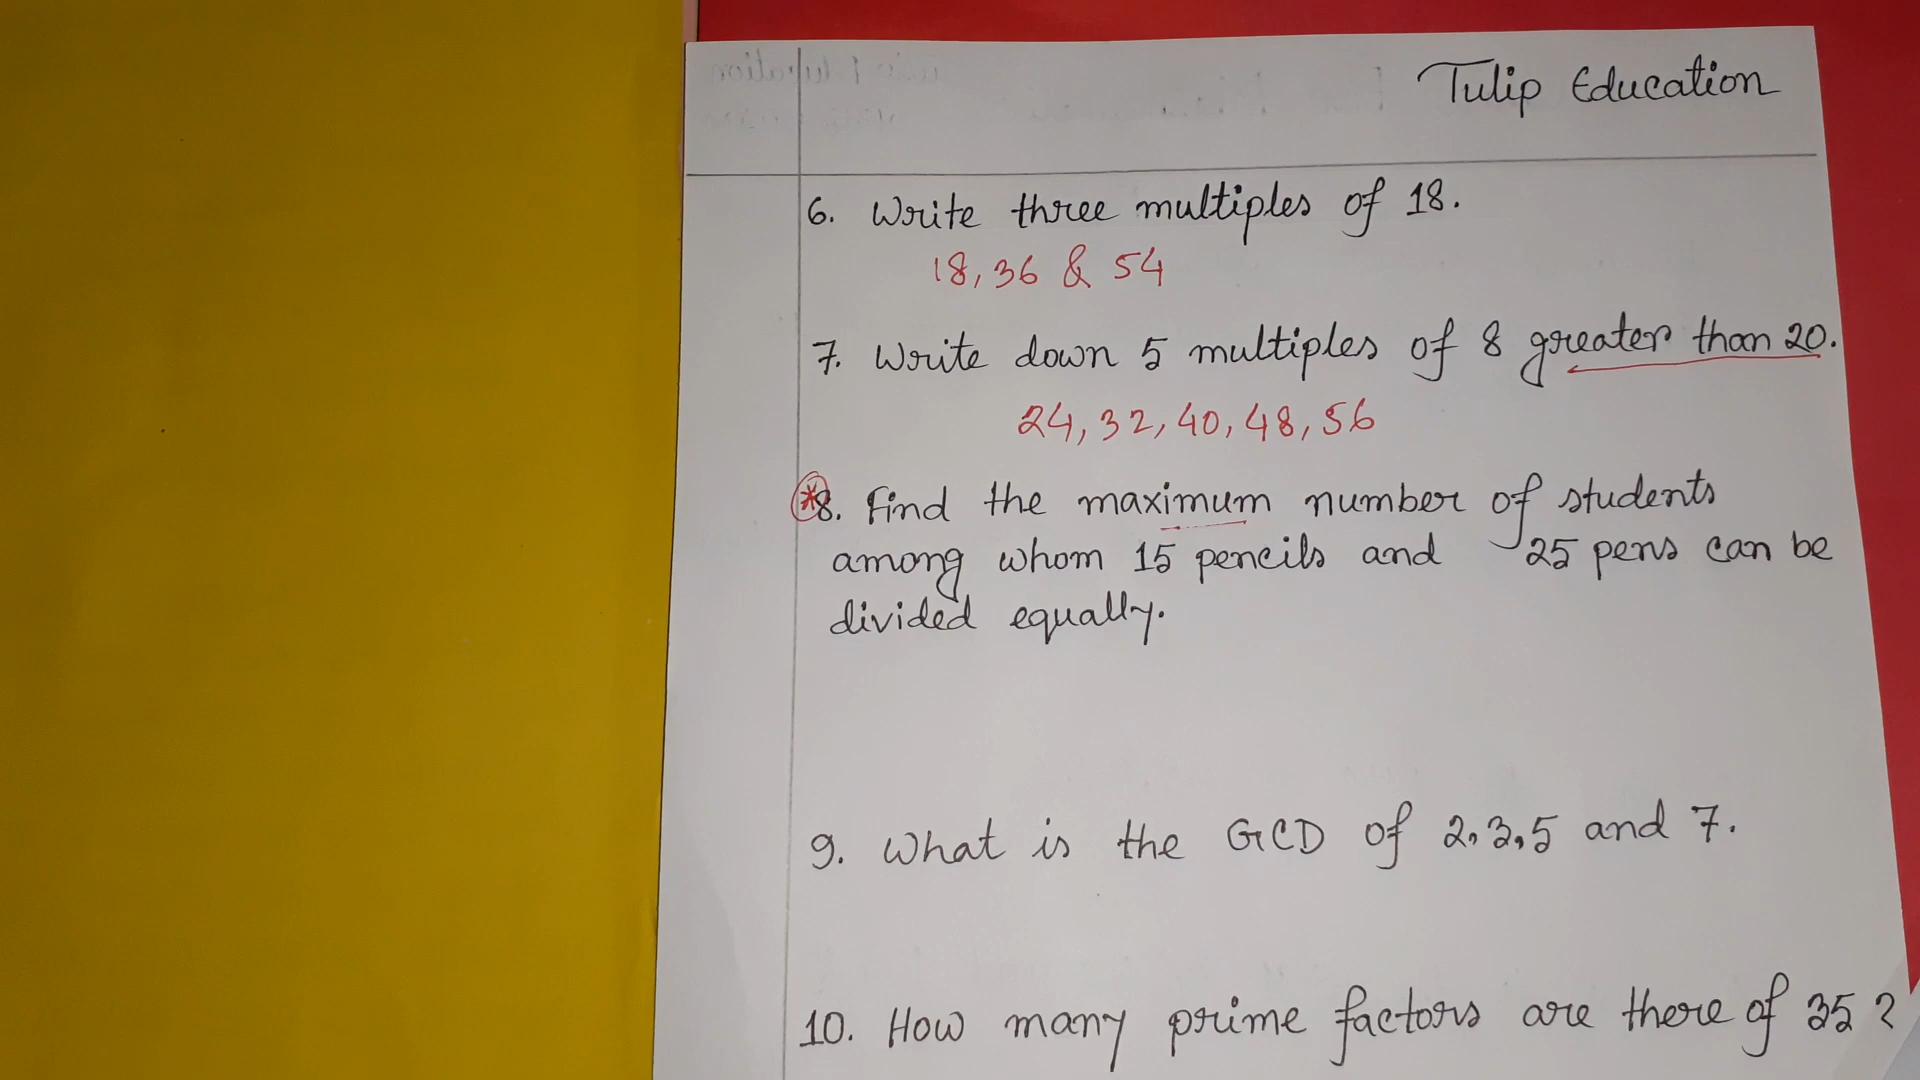 Tulip Education
6. Write three multiples of 18.
18, 36 & 54
7. Write down 5 multiples of 8 greater than 20.
24, 32, 40, 48, 56
*8. Find the maximum number of students
among whom 15 pencils and 25 pens can be
divided equally.
9. What is the GCD of 2, 3, 5 and 7.
10. How many prime factors are there of 35?